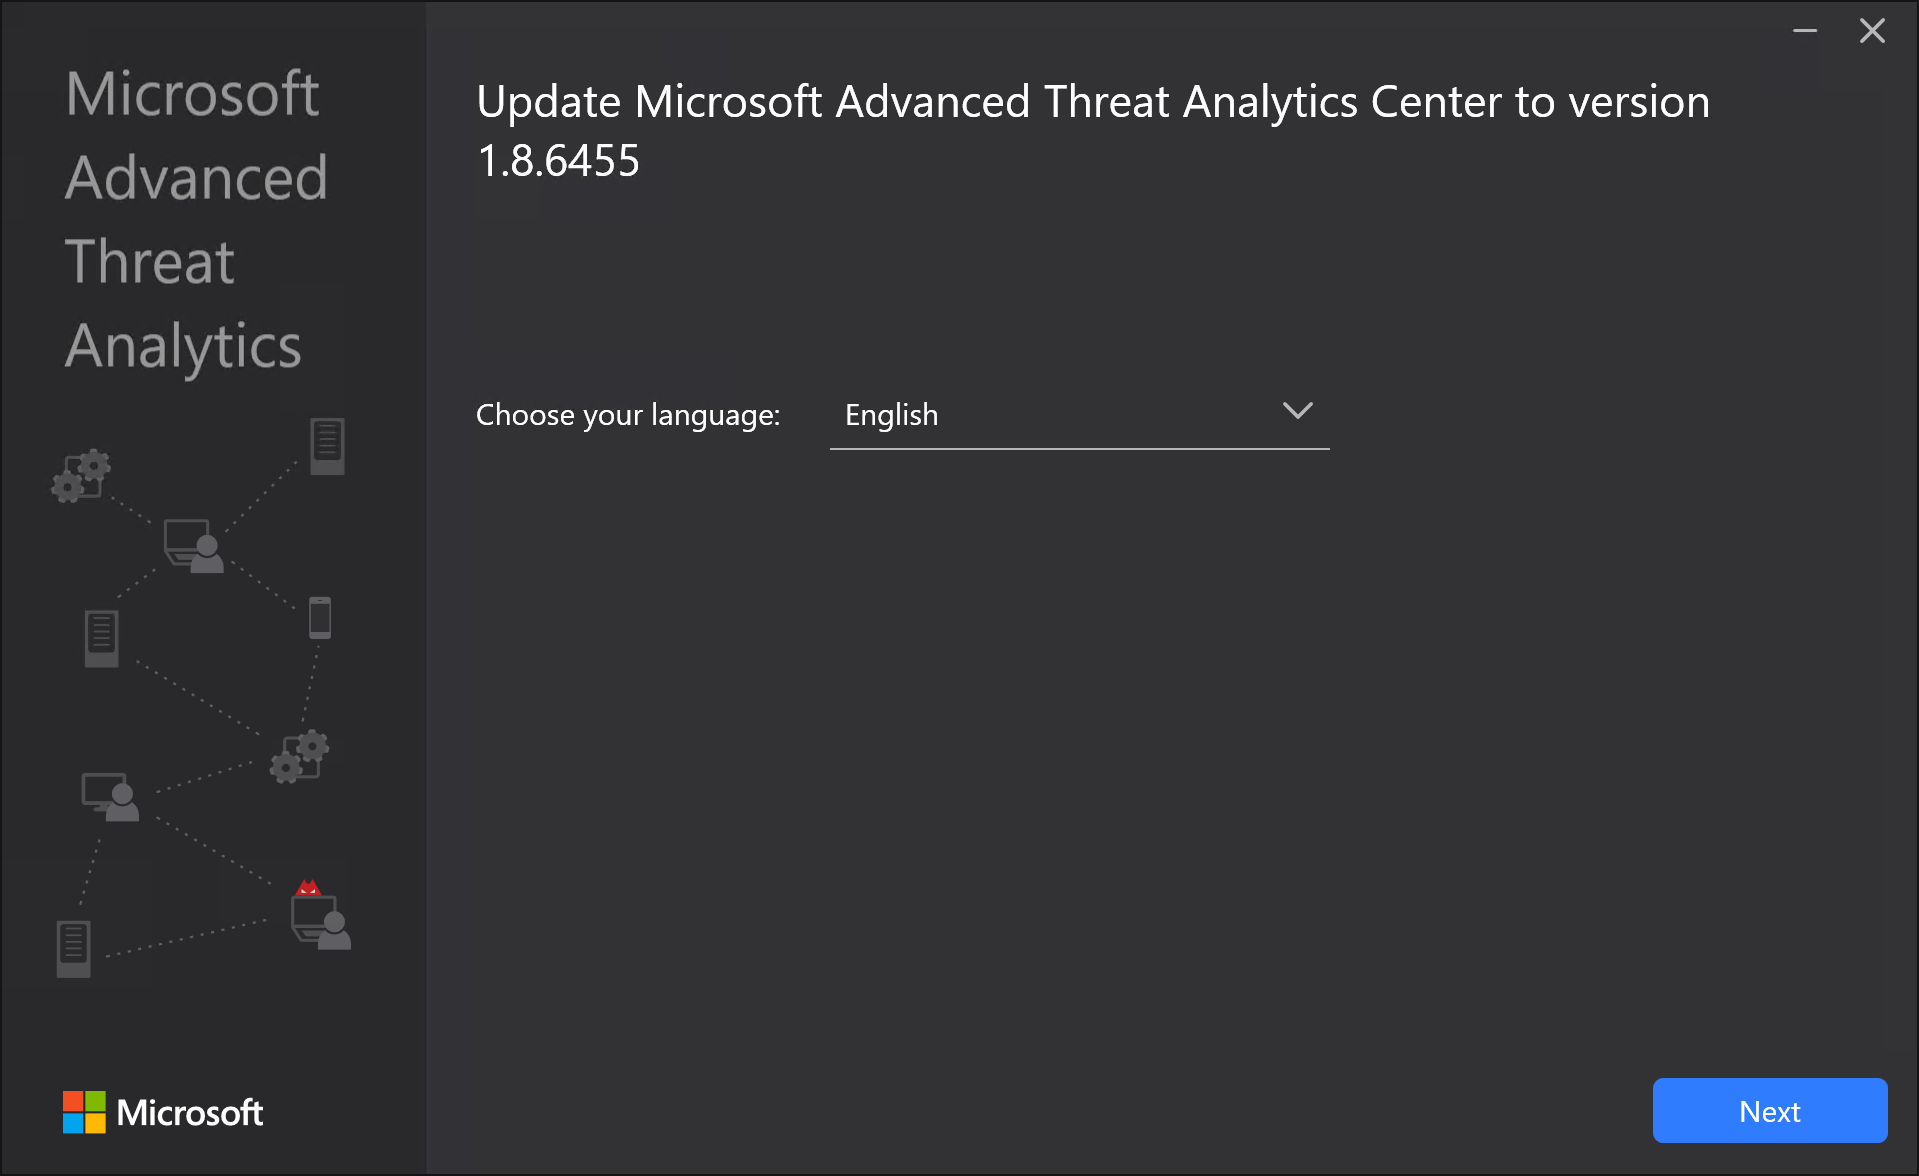 Microsoft
Advanced
Threat
Analytics
Update Microsoft Advanced Threat Analytics Center to version
1.8.6455
Choose your language: English
Microsoft
Next